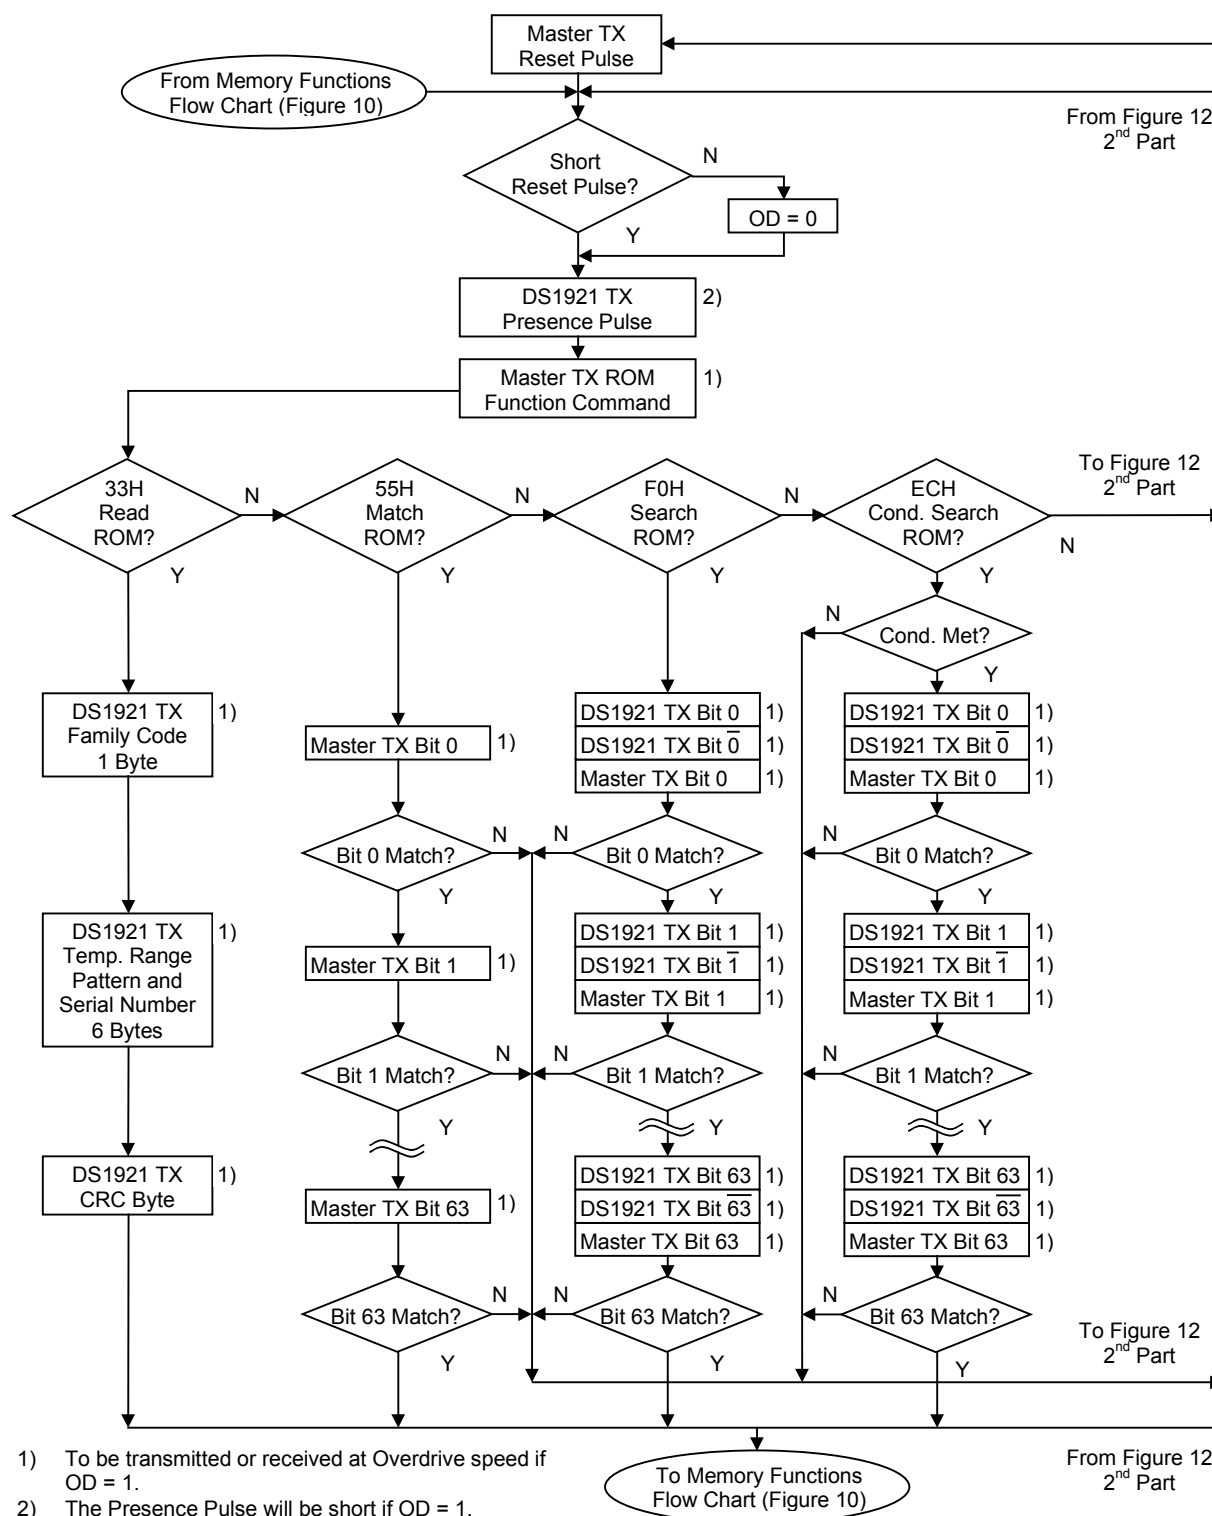 Master TX
Reset Pulse
From Memory Functions
Flow Chart (Figure 10)
From Figure 12
2nd Part
Short
Reset Pulse?
N
OD = 0
Y
DS1921 TX
Presence Pulse
2)
Master TX ROM
Function Command
1)
To Figure 12
2nd Part
33H
Read
ROM?
N
Y
55H
Match
ROM?
N
Y
F0H
Search
ROM?
N
Y
ECH
Cond. Search
ROM?
N
Y
N
Cond. Met?
Y
DS1921 TX
Family Code
1 Byte
1)
DS1921 TX
Temp. Range
Pattern and
Serial Number
6 Bytes
1)
DS1921 TX
CRC Byte
1)
Master TX Bit 0
1)
Bit 0 Match?
N
Y
Master TX Bit 1
1)
Bit 1 Match?
N
Y
Master TX Bit 63
1)
Bit 63 Match?
N
Y
DS1921 TX Bit 0
1)
DS1921 TX Bit 0̅
1)
Master TX Bit 0
1)
N
Bit 0 Match?
Y
DS1921 TX Bit 1
1)
DS1921 TX Bit 1̅
1)
Master TX Bit 1
1)
N
Bit 1 Match?
Y
DS1921 TX Bit 63
1)
DS1921 TX Bit 6̅3̅
1)
Master TX Bit 63
1)
N
Bit 63 Match?
Y
DS1921 TX Bit 0
1)
DS1921 TX Bit 0̅
1)
Master TX Bit 0
1)
N
Bit 0 Match?
Y
DS1921 TX Bit 1
1)
DS1921 TX Bit 1̅
1)
Master TX Bit 1
1)
N
Bit 1 Match?
Y
DS1921 TX Bit 63
1)
DS1921 TX Bit 6̅3̅
1)
Master TX Bit 63
1)
N
Bit 63 Match?
Y
To Figure 12
2nd Part
1) To be transmitted or received at Overdrive speed if
OD = 1.
2) The Presence Pulse will be short if OD = 1.
To Memory Functions
Flow Chart (Figure 10)
From Figure 12
2nd Part